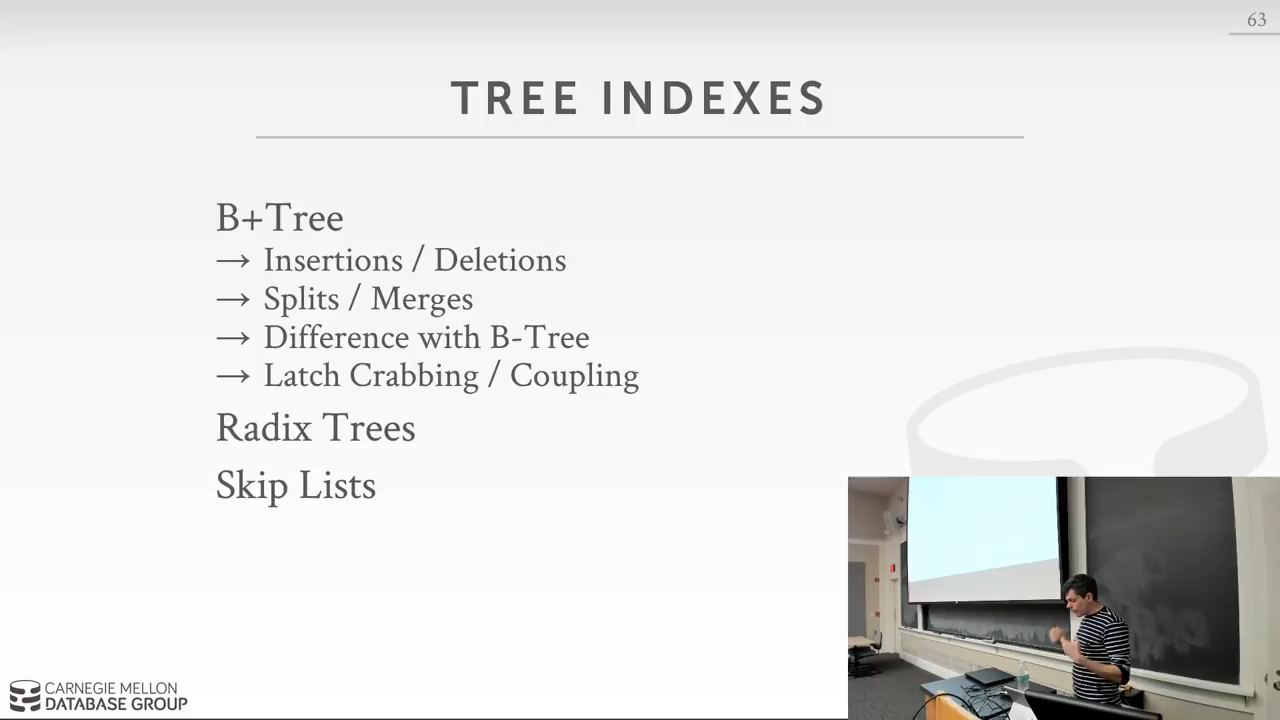 63
TREE INDEXES
B+Tree
→ Insertions / Deletions
→ Splits / Merges
→ Difference with B-Tree
→ Latch Crabbing / Coupling
Radix Trees
Skip Lists
CARNEGIE MELLON
DATABASE GROUP